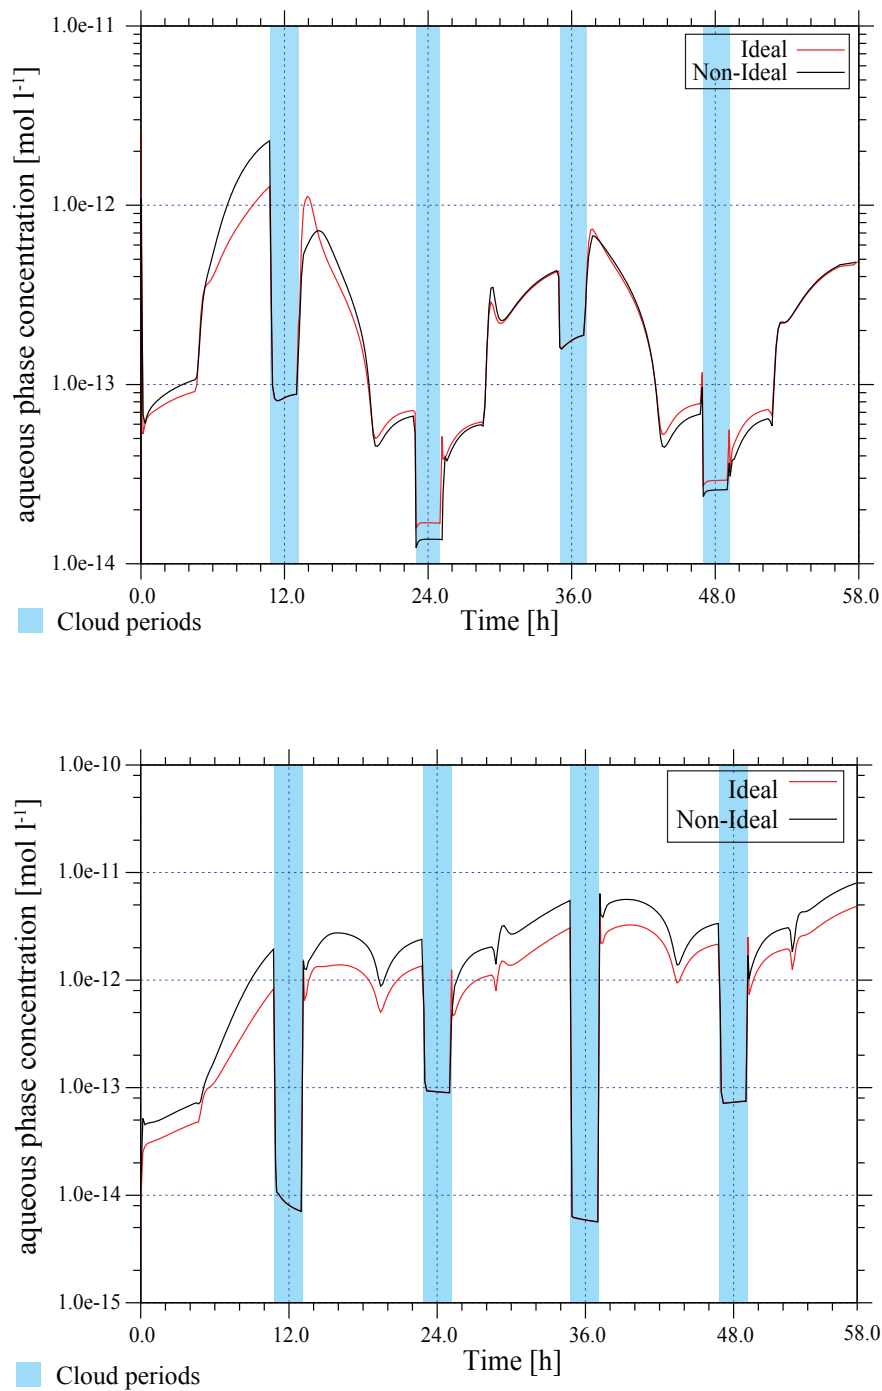 1.0e-11
Ideal
Non-Ideal
aqueous phase concentration [mol l⁻¹]
1.0e-12
1.0e-13
1.0e-14
0.0 12.0 24.0 36.0 48.0 58.0
Time [h]
Cloud periods
1.0e-10
Ideal
Non-Ideal
aqueous phase concentration [mol l⁻¹]
1.0e-11
1.0e-12
1.0e-13
1.0e-14
1.0e-15
0.0 12.0 24.0 36.0 48.0 58.0
Time [h]
Cloud periods